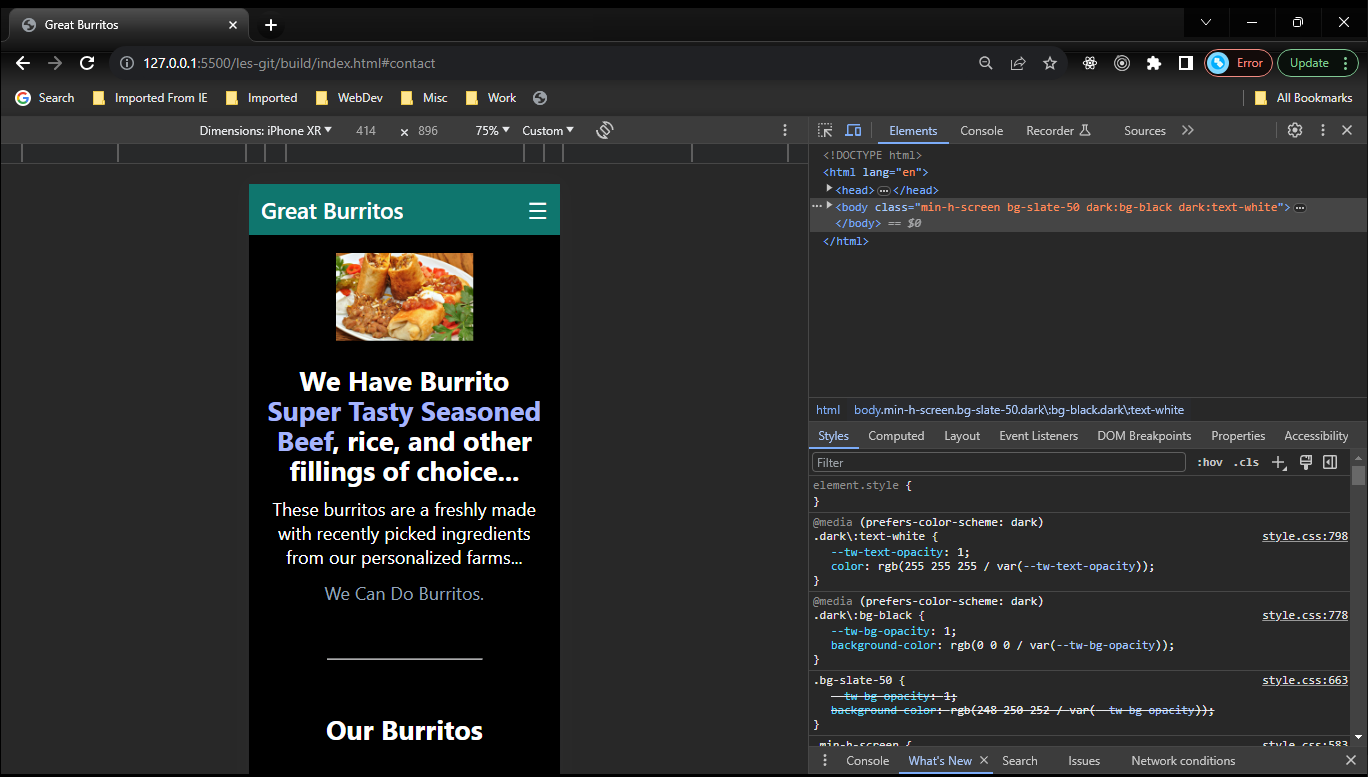 Great Burritos
127.0.0.1:5500/les-git/build/index.html#contact
Error
Update
Search
Imported From IE
Imported
WebDev
Misc
Work
All Bookmarks
Dimensions: iPhone XR
414
×
896
75%
Custom
Elements
Console
Recorder
Sources
Great Burritos
We Have Burrito
Super Tasty Seasoned
Beef, rice, and other
fillings of choice...
These burritos are a freshly made
with recently picked ingredients
from our personalized farms...
We Can Do Burritos.
Our Burritos
<!DOCTYPE html>
<html lang="en">
<head>…</head>
<body class="min-h-screen bg-slate-50 dark:bg-black dark:text-white">…
</body> == $0
</html>
html body.min-h-screen.bg-slate-50.dark\:bg-black.dark\:text-white
Styles Computed Layout Event Listeners DOM Breakpoints Properties Accessibility
Filter :hov .cls
element.style {
}
@media (prefers-color-scheme: dark)
.dark\:text-white { style.css:798
--tw-text-opacity: 1;
color: rgb(255 255 255 / var(--tw-text-opacity));
}
@media (prefers-color-scheme: dark)
.dark\:bg-black { style.css:778
--tw-bg-opacity: 1;
background-color: rgb(0 0 0 / var(--tw-bg-opacity));
}
.bg-slate-50 { style.css:663
--tw-bg-opacity: 1;
background-color: rgb(248 250 252 / var(--tw-bg-opacity));
}
.min-h-screen { style.css:583
Console What's New Search Issues Network conditions